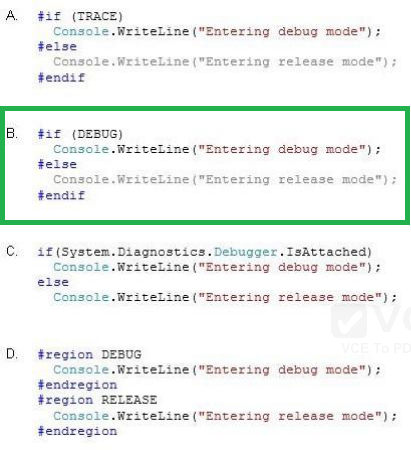 A. #if (TRACE)
Console.WriteLine("Entering debug mode");
#else
Console.WriteLine("Entering release mode");
#endif
B. #if (DEBUG)
Console.WriteLine("Entering debug mode");
#else
Console.WriteLine("Entering release mode");
#endif
C. if(System.Diagnostics.Debugger.IsAttached)
Console.WriteLine("Entering debug mode");
else
Console.WriteLine("Entering release mode");
D. #region DEBUG
VCE To PD
Console.WriteLine("Entering debug mode");
#endregion
#region RELEASE
Console.WriteLine("Entering release mode");
#endregion